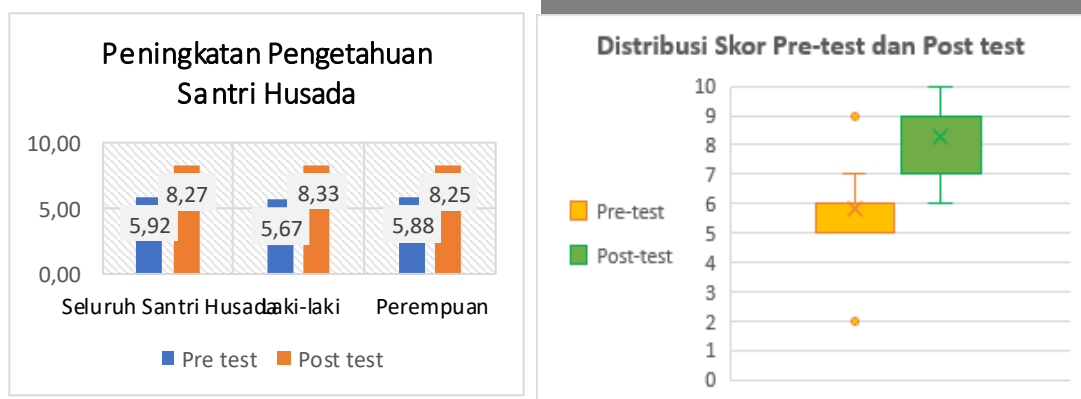 Peningkatan Pengetahuan
Santri Husada
10,00
5,00
0,00
5,92
8,27
5,67
8,33
5,88
8,25
Seluruh Santri Husada
Laki-laki
Perempuan
Pre test
Post test
Distribusi Skor Pre-test dan Post test
10
9
8
7
6
5
4
3
2
1
0
Pre-test
Post-test